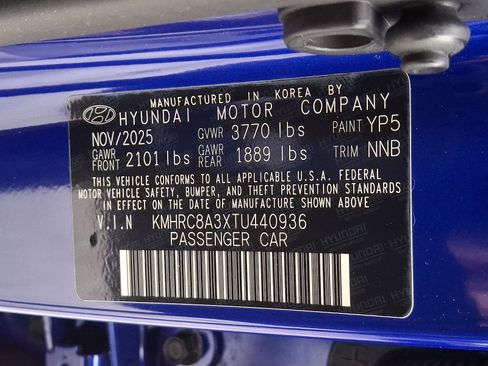 MANUFACTURED IN KOREA BY
HYUNDAI MOTOR COMPANY
NOV/2025 GVWR 3770 lbs PAINT YP5
GAWR FRONT 2101 lbs GAWR REAR 1889 lbs TRIM NNB
THIS VEHICLE CONFORMS TO ALL APPLICABLE U.S.A. FEDERAL
MOTOR VEHICLE SAFETY, BUMPER, AND THEFT PREVENTION STANDARDS
IN EFFECT ON THE DATE OF MANUFACTURE SHOWN ABOVE
V.I.N KMHRC8A3XTU440936
PASSENGER CAR